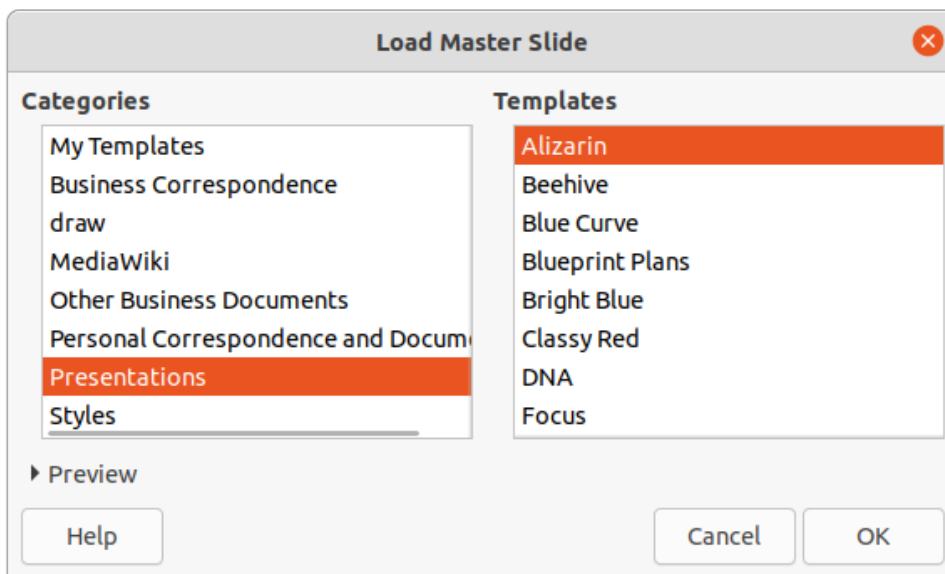 Load Master Slide
Categories
My Templates
Business Correspondence
draw
MediaWiki
Other Business Documents
Personal Correspondence and Docum
Presentations
Styles
Templates
Alizarin
Beehive
Blue Curve
Blueprint Plans
Bright Blue
Classy Red
DNA
Focus
Preview
Help
Cancel
OK